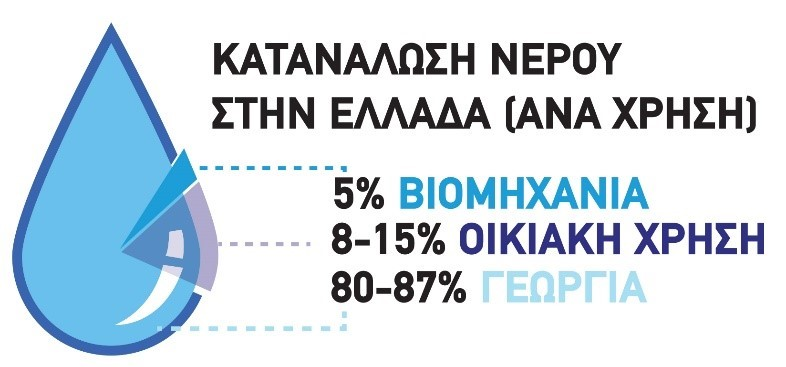 ΚΑΤΑΝΑΛΩΣΗ ΝΕΡΟΥ
ΣΤΗΝ ΕΛΛΑΔΑ (ΑΝΑ ΧΡΗΣΗ)
5% ΒΙΟΜΗΧΑΝΙΑ
8-15% ΟΙΚΙΑΚΗ ΧΡΗΣΗ
80-87% ΓΕΩΡΓΙΑ